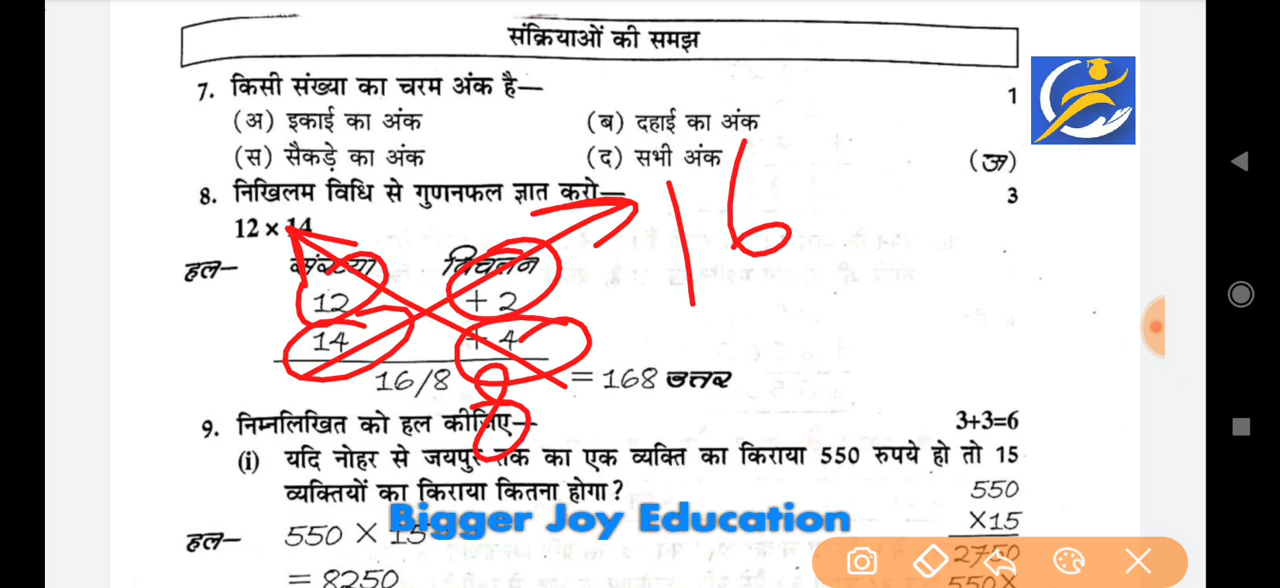 संक्रियाओं की समझ
7. किसी संख्या का चरम अंक है— 1
(अ) इकाई का अंक (ब) दहाई का अंक
(स) सैकड़े का अंक (द) सभी अंक (अ)
8. निखिलम विधि से गुणनफल ज्ञात करो— 3
12 × 14
हल— संख्या विचलन
12 + 2
14 + 4
16/8 = 168 उत्तर
16
8
9. निम्नलिखित को हल कीजिए— 3+3=6
(i) यदि नोहर से जयपुर तक का एक व्यक्ति का किराया 550 रुपये हो तो 15
व्यक्तियों का किराया कितना होगा? 550
×15
हल— 550 × 15
2750
= 8250
550×
Bigger Joy Education